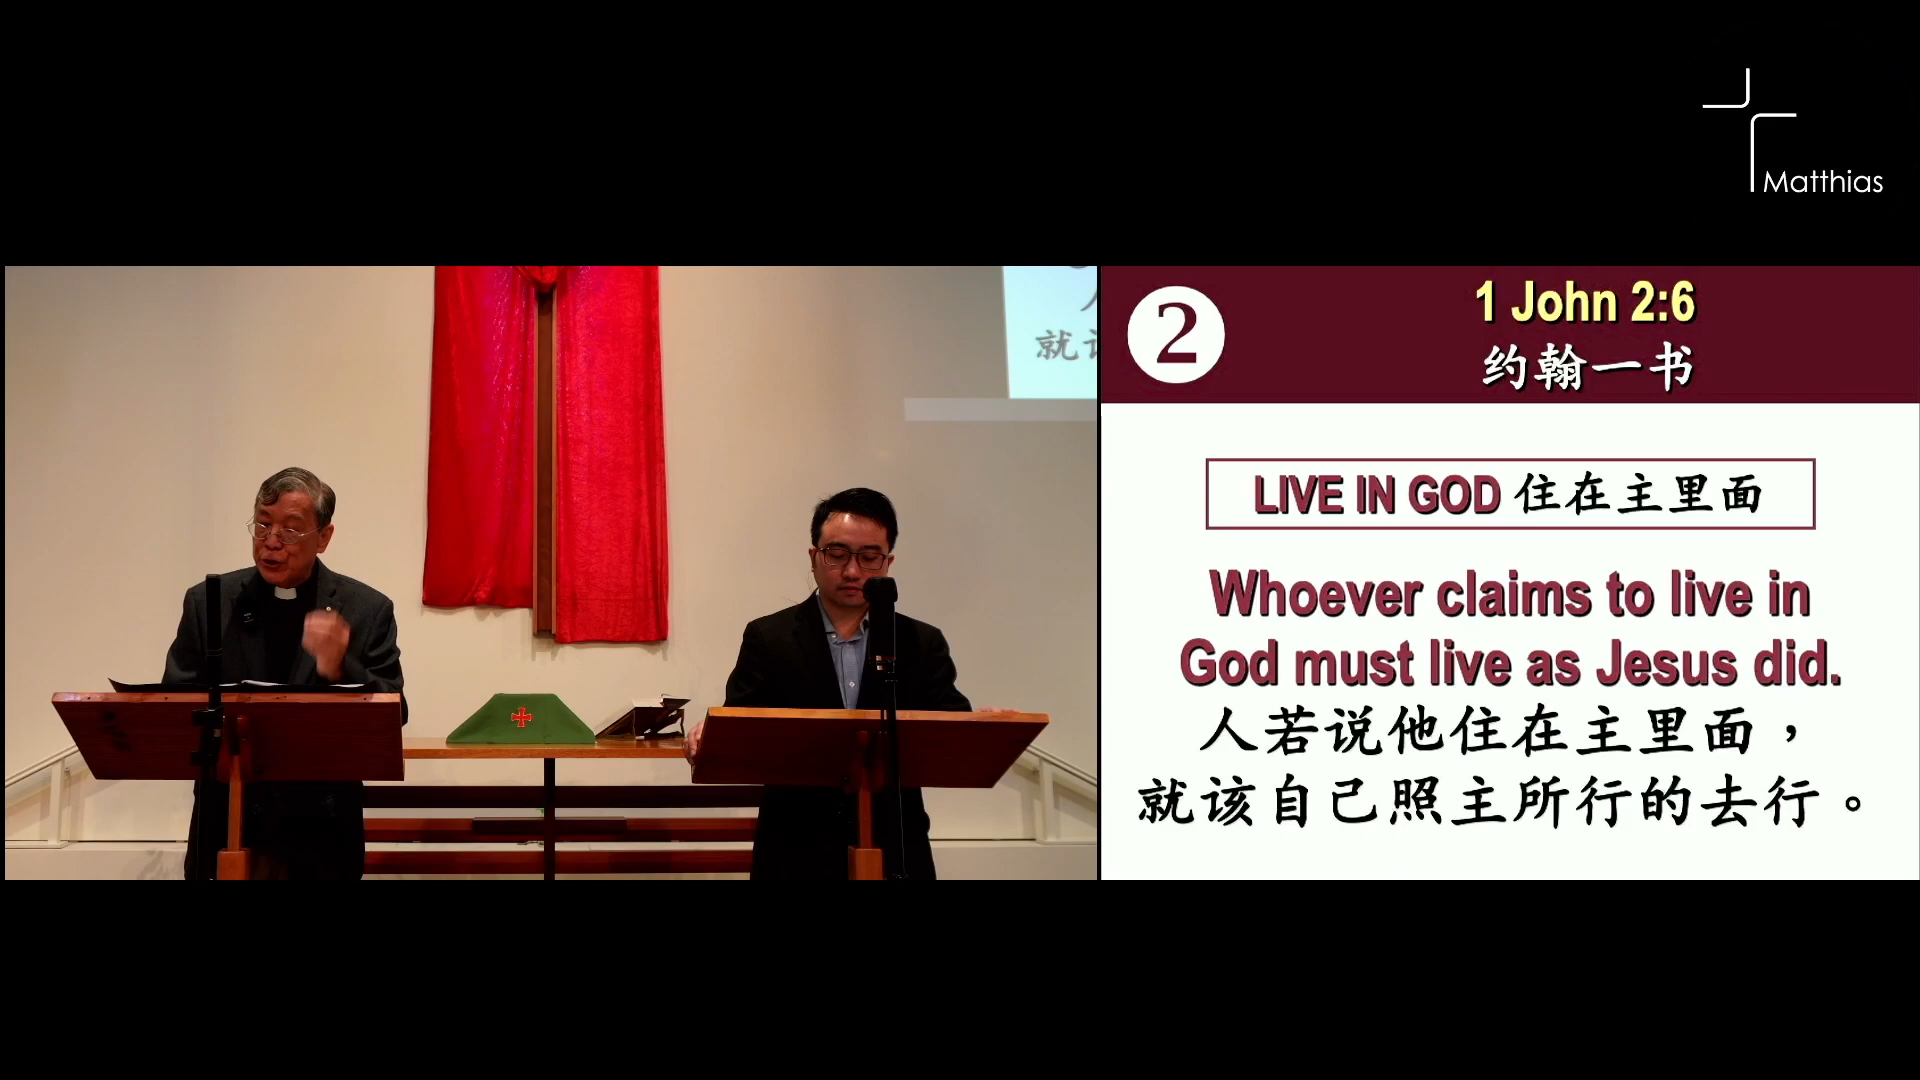 Matthias
就
2
1 John 2:6
约翰一书
LIVE IN GOD 住在主里面
Whoever claims to live in
God must live as Jesus did.
人若说他住在主里面，
就该自己照主所行的去行。